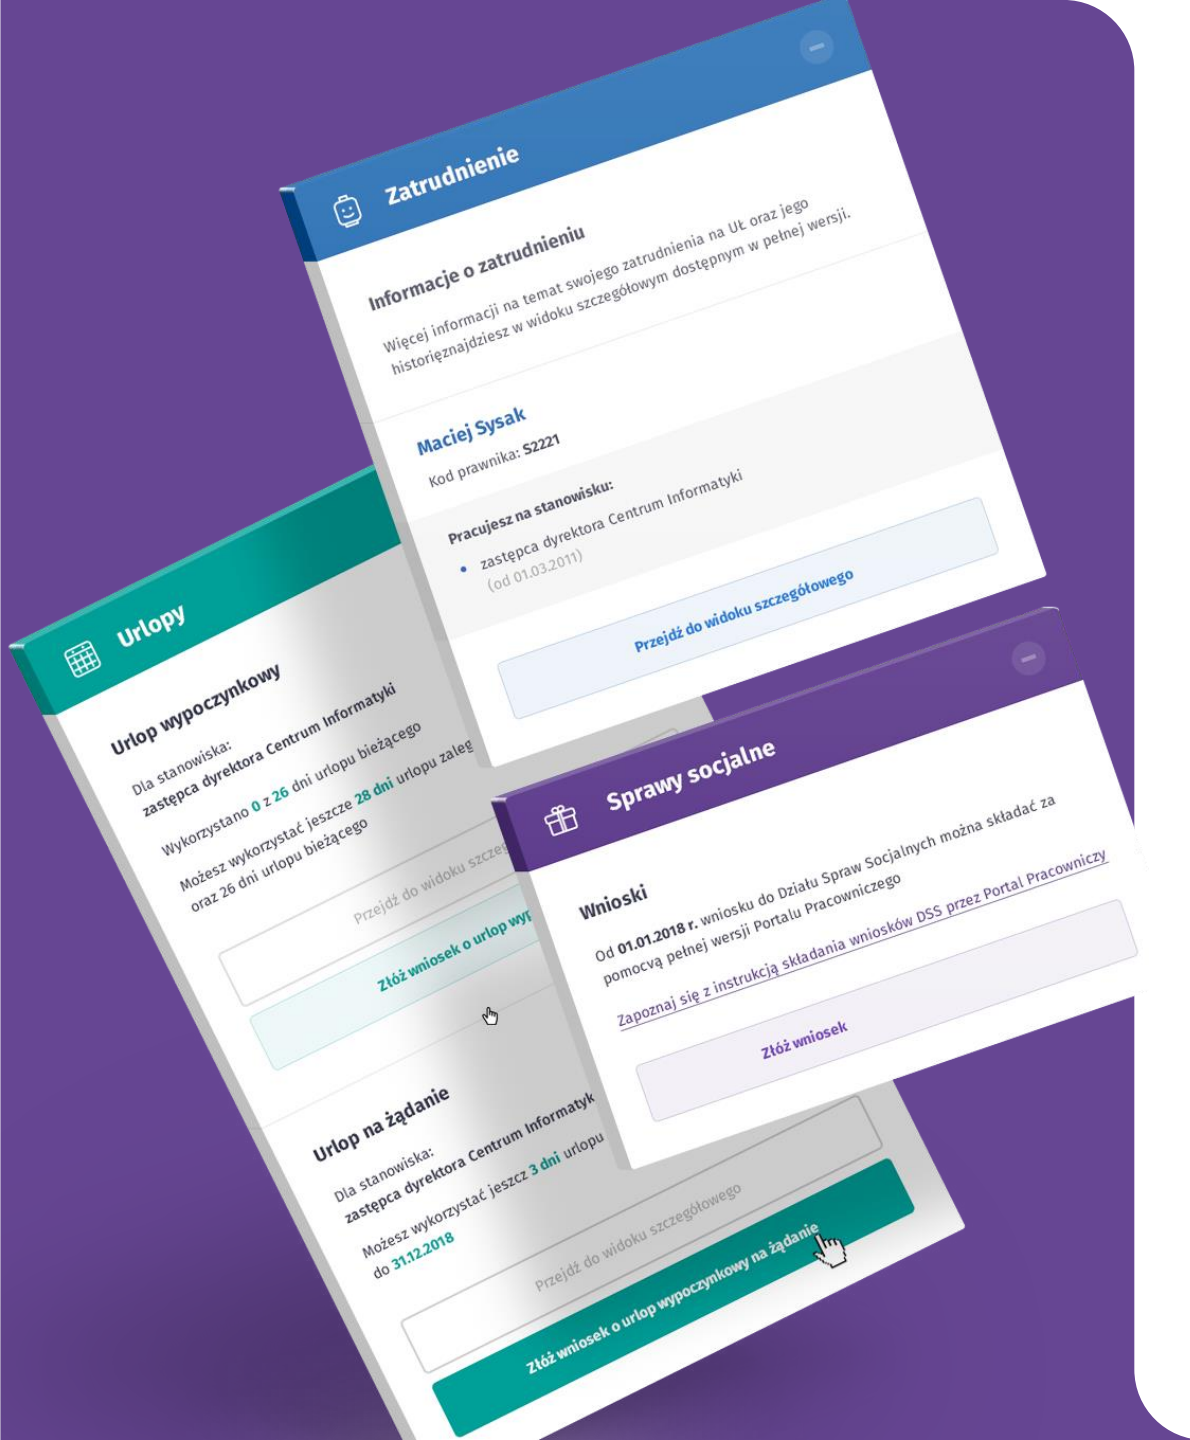 Zatrudnienie
Informacje o zatrudnieniu
Więcej informacji na temat swojego zatrudnienia na UŁ oraz jego
historięznajdziesz w widoku szczegółowym dostępnym w pełnej wersji.
Maciej Sysak
Kod prawnika: S2221
Pracujesz na stanowisku:
zastępca dyrektora Centrum Informatyki
(od 01.03.2011)
Przejdź do widoku szczegółowego
Urlopy
Urlop wypoczynkowy
Dla stanowiska:
zastępca dyrektora Centrum Informatyki
Wykorzystano 0 z 26 dni urlopu bieżącego
Możesz wykorzystać jeszcze 28 dni urlopu zaleg
oraz 26 dni urlopu bieżącego
Przejdź do widoku szczeg
Złóż wniosek o urlop wyp
Urlop na żądanie
Dla stanowiska:
zastępca dyrektora Centrum Informatyk
Możesz wykorzystać jeszcz 3 dni urlopu
do 31.12.2018
Przejdź do widoku szczegółowego
Złóż wniosek o urlop wypoczynkowy na żądanie
Sprawy socjalne
Wnioski
Od 01.01.2018 r. wniosku do Działu Spraw Socjalnych można składać za
pomocvą pełnej wersji Portalu Pracowniczego
Zapoznaj się z instrukcją składania wniosków DSS przez Portal Pracowniczy
Złóż wniosek